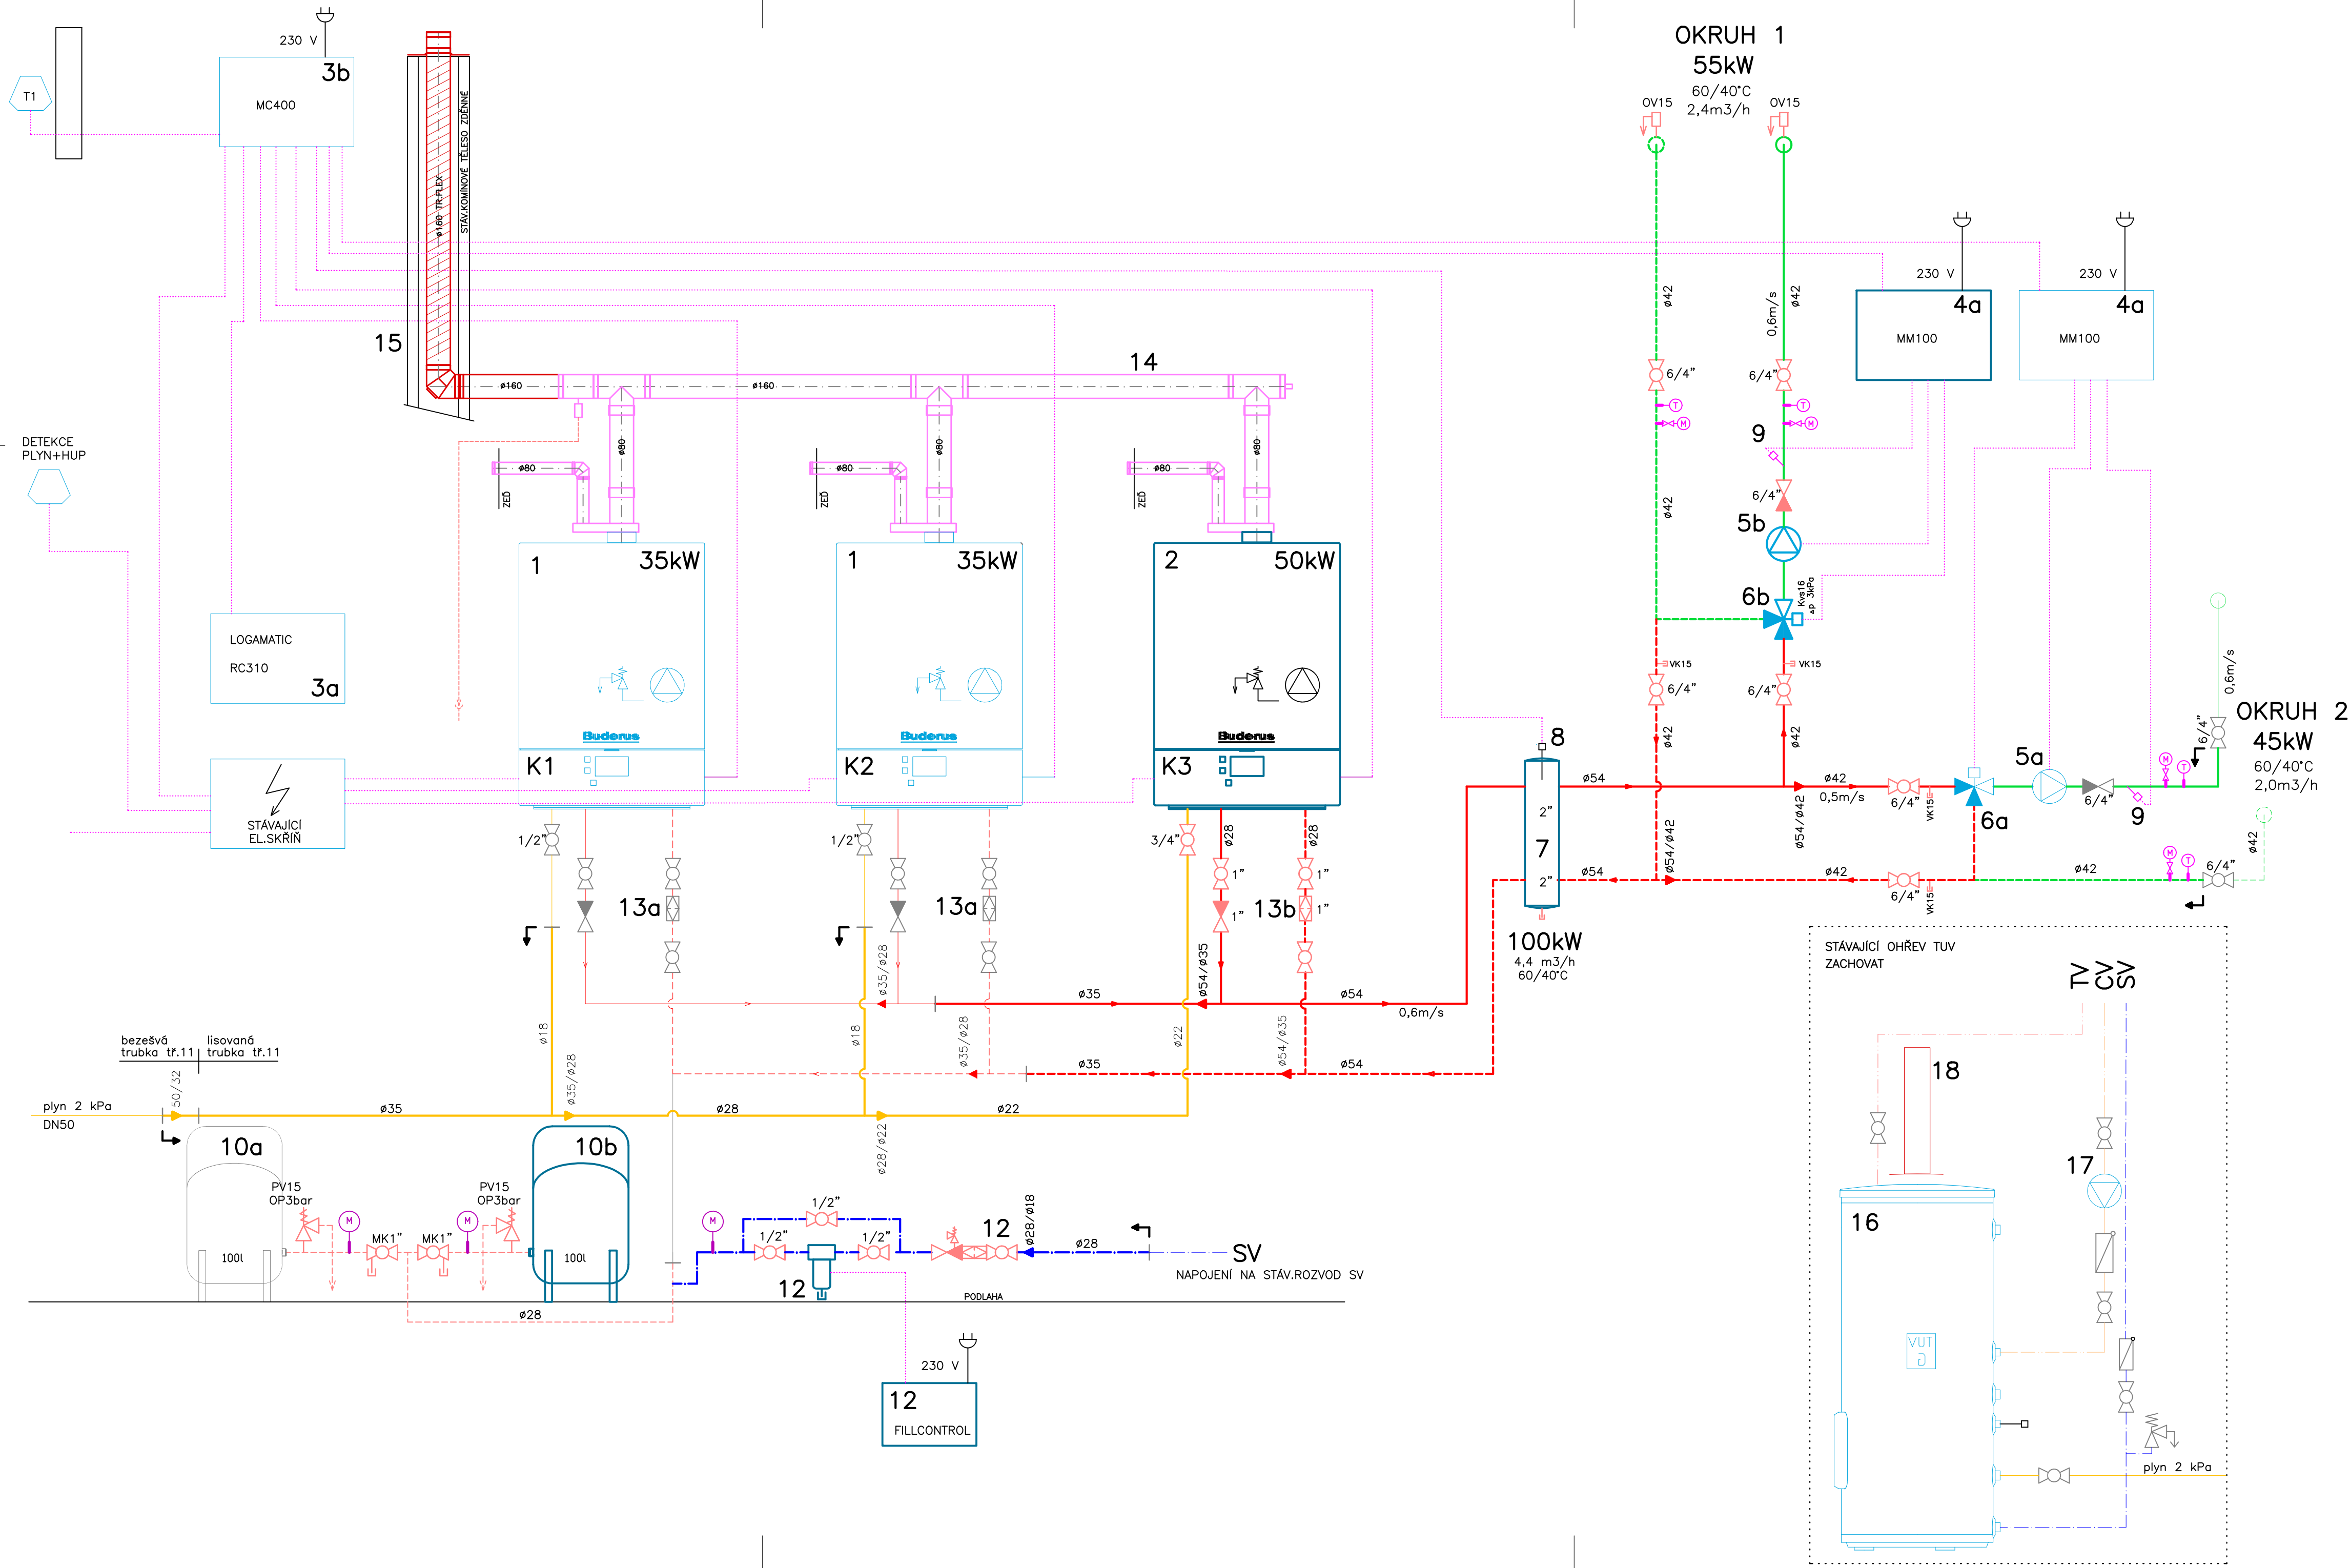 OKRUH 1
55kW
60/40°C
2,4m3/h
OV15
OV15
230 V
3b
MC400
T1
ø160 TR.FLEX
STÁV.KOMÍNOVÉ TĚLESO ZDĚNNÉ
15
14
ø160
ø160
ø80
ø80
ø80
ø80
ø80
ø80
ZEĎ
ZEĎ
ZEĎ
DETEKCE
PLYN+HUP
ø42
0,6m/s
ø42
230 V
4a
MM100
230 V
4a
MM100
6/4"
6/4"
T
M
T
M
9
ø42
6/4"
5b
6b
Kvs16
▵p 3kPa
VK15
VK15
6/4"
6/4"
ø42
ø42
1
35kW
Buderus
K1
1
35kW
Buderus
K2
2
50kW
Buderus
K3
LOGAMATIC
RC310
3a
STÁVAJÍCÍ
EL.SKŘÍŇ
0,6m/s
OKRUH 2
45kW
60/40°C
2,0m3/h
6/4"
8
ø54
2"
7
2"
ø54
100kW
4,4 m3/h
60/40°C
ø54/ø42
ø54/ø42
ø42
0,5m/s
6/4"
VK15
6a
5a
6/4"
M
T
9
ø42
6/4"
VK15
ø42
M
T
6/4"
ø42
1/2"
1/2"
3/4"
ø28
ø28
1"
1"
13a
13a
13b
1"
1"
ø35/ø28
ø54/ø35
ø35
ø54
0,6m/s
ø18
ø18
ø22
ø35/ø28
ø54/ø35
ø35
ø54
bezešvá
trubka tř.11
lisovaná
trubka tř.11
50/32
plyn 2 kPa
DN50
ø35
ø35/ø28
ø28
ø28/ø22
ø22
10a
100l
PV15
OP3bar
M
MK1"
MK1"
M
PV15
OP3bar
10b
100l
ø28
M
1/2"
1/2"
1/2"
12
12
ø28/ø18
ø28
SV
NAPOJENÍ NA STÁV.ROZVOD SV
PODLAHA
230 V
12
FILLCONTROL
STÁVAJÍCÍ OHŘEV TUV
ZACHOVAT
TV
CV
SV
18
17
16
VUT
plyn 2 kPa